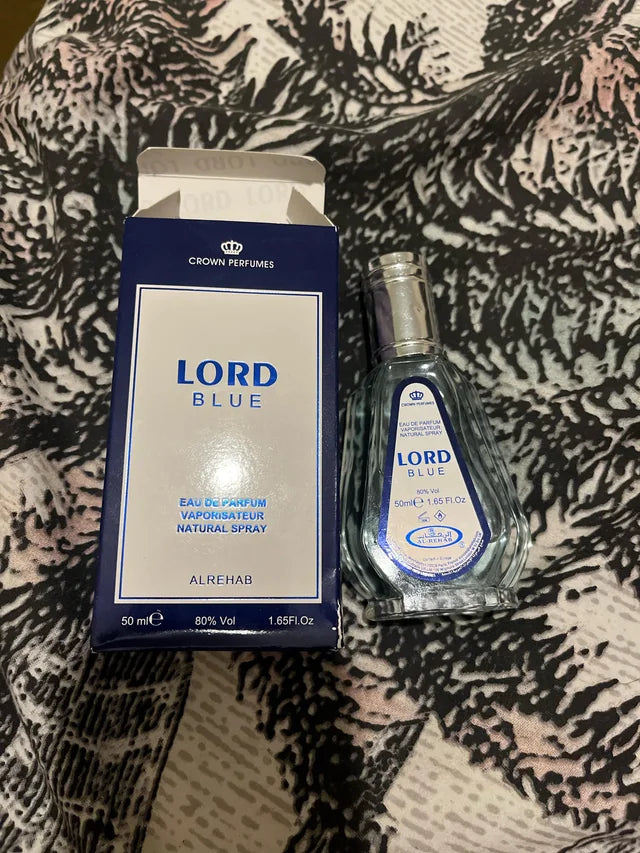 LORD LORD
CROWN PERFUMES
LORD
BLUE
EAU DE PARFUM
VAPORISATEUR
NATURAL SPRAY
ALREHAB
50 ml℮ 80% Vol 1.65Fl.Oz
CROWN PERFUMES
EAU DE PARFUM
VAPORISATEUR
NATURAL SPRAY
LORD
BLUE
80% Vol
50ml℮ 1.65 Fl.Oz
الرحاب
AL-REHAB